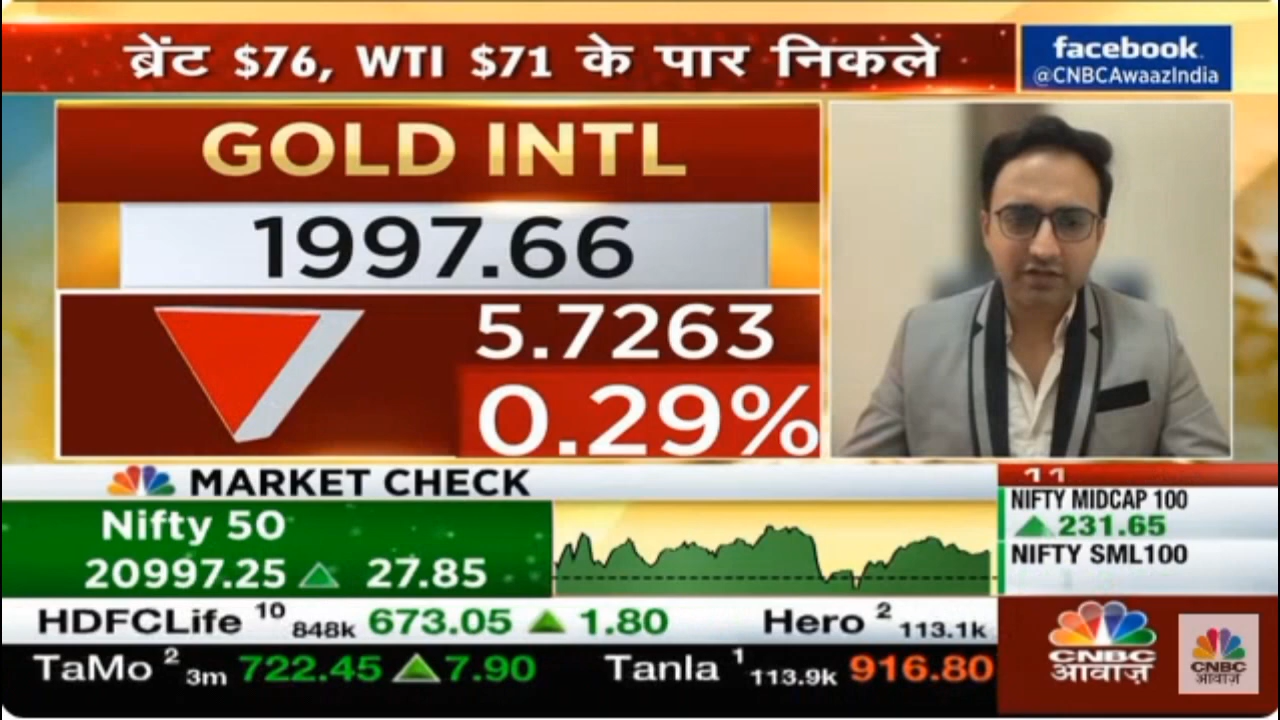 ब्रेंट $76, WTI $71 के पार निकले
facebook.
@CNBCAwaazIndia
GOLD INTL
1997.66
5.7263
0.29%
MARKET CHECK
Nifty 50
20997.25 27.85
11
NIFTY MIDCAP 100
231.65
NIFTY SML100
HDFCLife 10 848k 673.05 1.80 Hero 2 113.1k
TaMo 2 3m 722.45 7.90 Tanla 1 113.9k 916.80
CNBC
आवाज़
CNBC
आवाज़